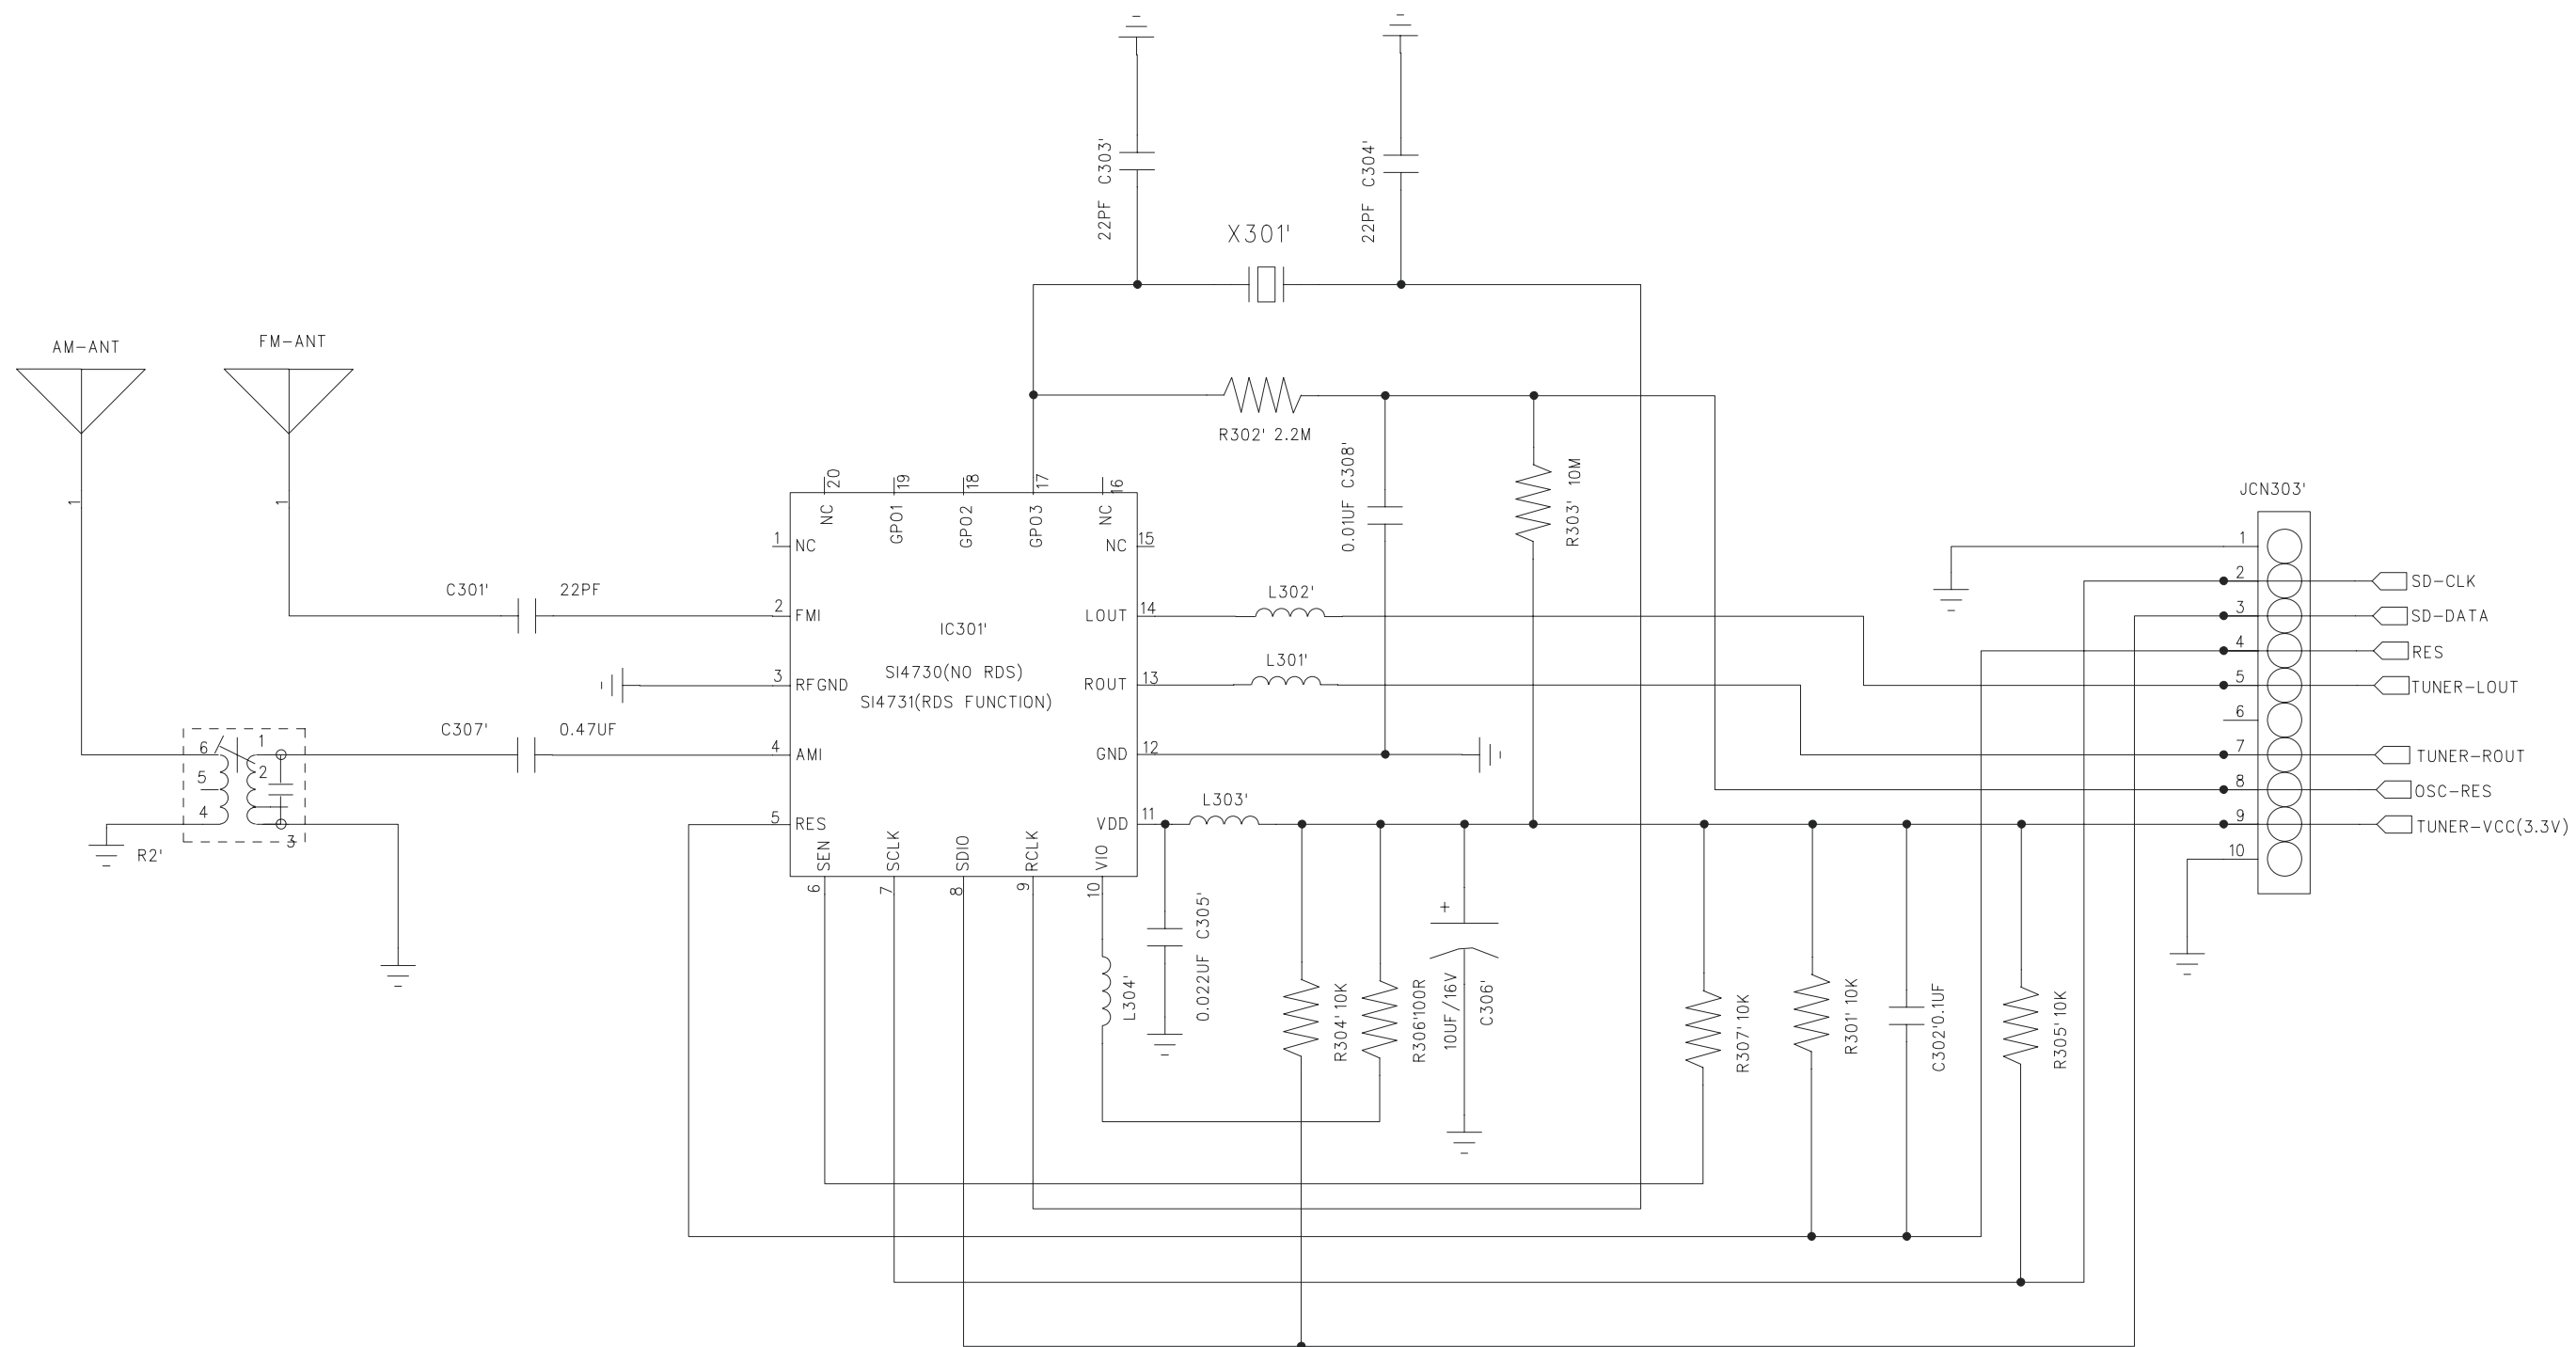 22PF C303'
22PF C304'
X301'
AM-ANT
FM-ANT
1
1
R302' 2.2M
0.01UF C308'
R303' 10M
JCN303'
20
19
18
17
16
NC
GPO1
GPO2
GPO3
NC
1
NC
NC
15
C301'
22PF
2
FMI
LOUT
14
L302'
IC301'
SI4730(NO RDS)
SI4731(RDS FUNCTION)
3
RFGND
ROUT
13
L301'
C307'
0.47UF
4
AMI
GND
12
5
RES
VDD
11
L303'
SEN
SCLK
SDIO
RCLK
VIO
6
7
8
9
10
6
5
4
1
2
3
R2'
L304'
0.022UF C305'
R304' 10K
R306' 100R
+
10UF/16V
C306'
R307' 10K
R301' 10K
C302' 0.1UF
R305' 10K
1
2
SD-CLK
3
SD-DATA
4
RES
5
TUNER-LOUT
6
7
TUNER-ROUT
8
OSC-RES
9
TUNER-VCC(3.3V)
10